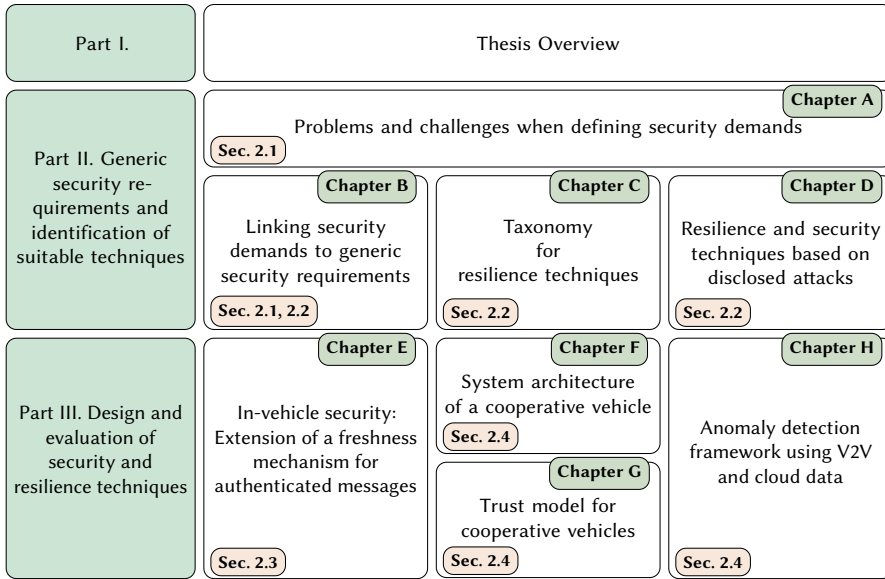 Part I.
Thesis Overview
Part II. Generic
security re-
quirements and
identification of
suitable techniques
Chapter A
Problems and challenges when defining security demands
Sec. 2.1
Chapter B
Linking security
demands to generic
security requirements
Sec. 2.1, 2.2
Chapter C
Taxonomy
for
resilience techniques
Sec. 2.2
Chapter D
Resilience and security
techniques based on
disclosed attacks
Sec. 2.2
Part III. Design and
evaluation of
security and
resilience techniques
Chapter E
In-vehicle security:
Extension of a freshness
mechanism for
authenticated messages
Sec. 2.3
Chapter F
System architecture
of a cooperative vehicle
Sec. 2.4
Chapter G
Trust model for
cooperative vehicles
Sec. 2.4
Chapter H
Anomaly detection
framework using V2V
and cloud data
Sec. 2.4